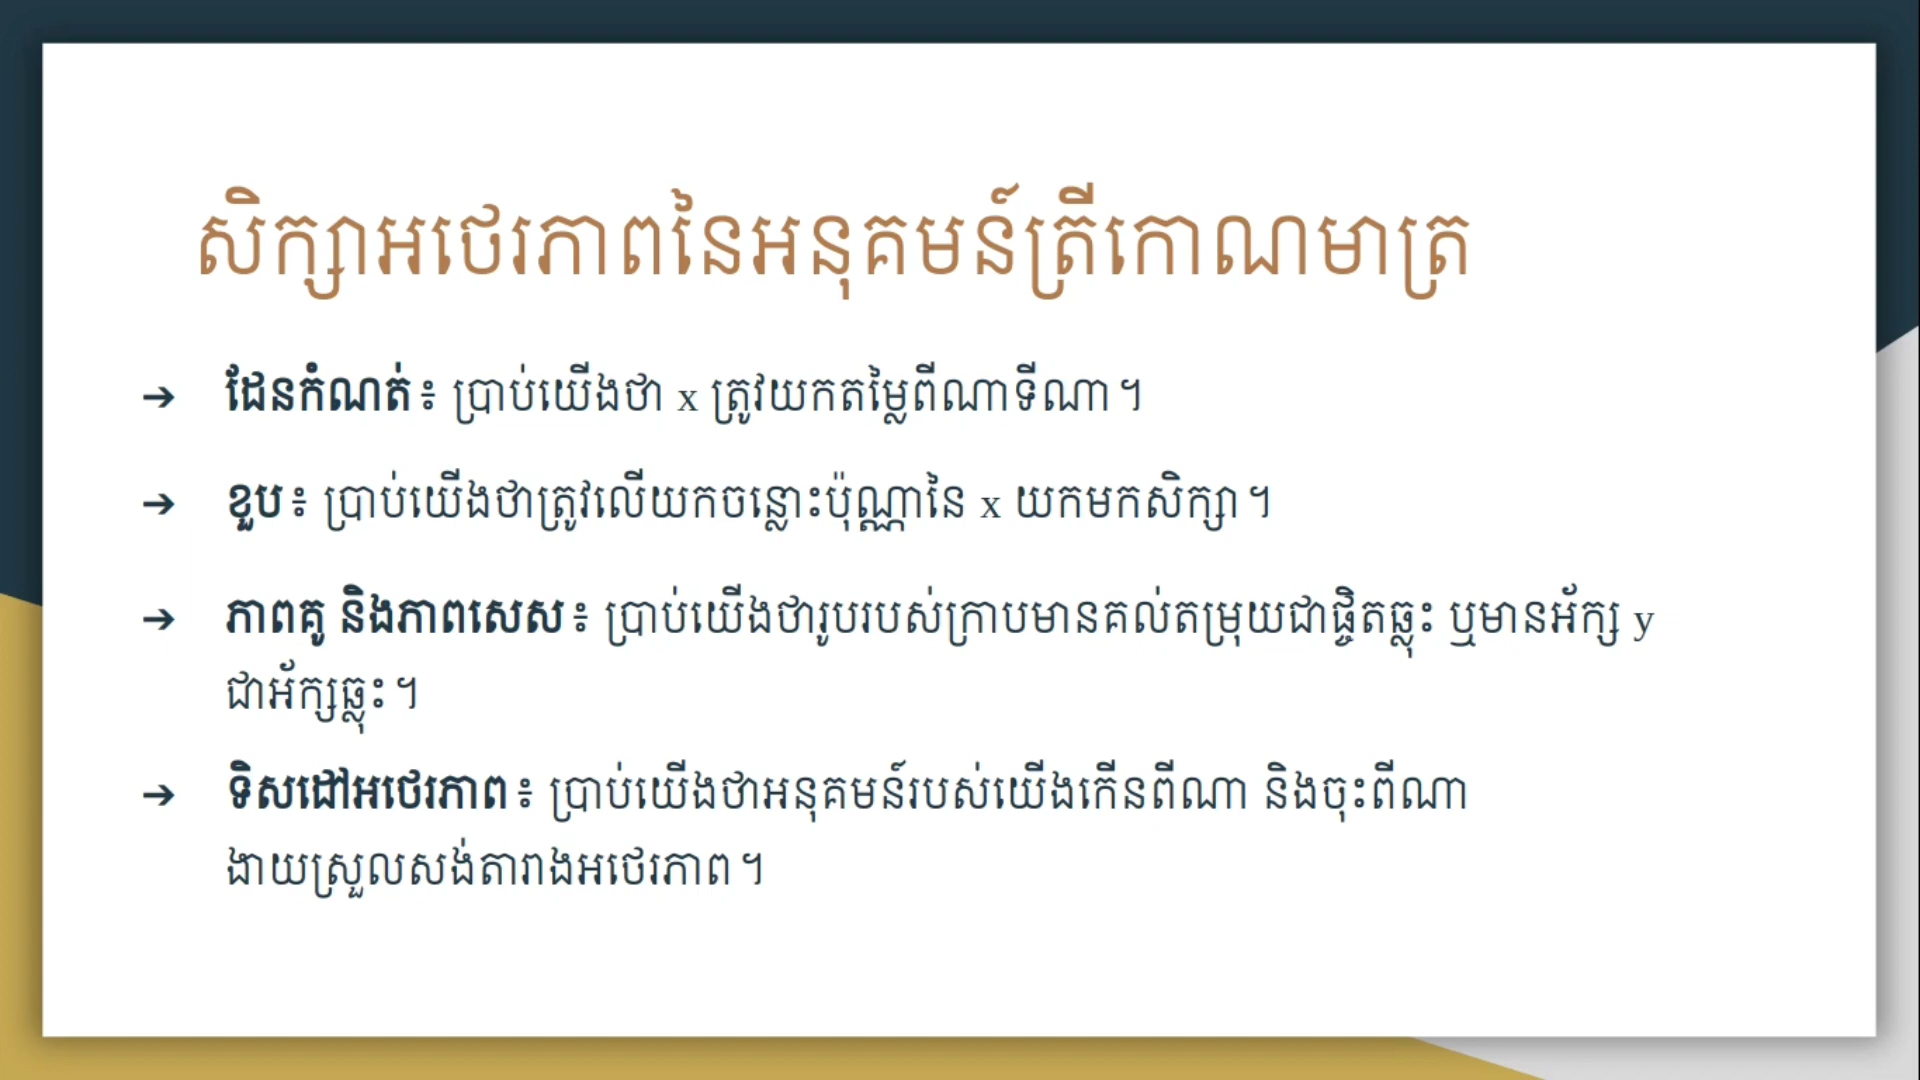 សិក្សាអថេរភាពនៃអនុគមន៍ត្រីកោណមាត្រ
➔ ដែនកំណត់៖ ប្រាប់យើងថា x ត្រូវយកតម្លៃពីណាទីណា។
➔ ខួប៖ ប្រាប់យើងថាត្រូវលើយកចន្លោះប៉ុណ្ណានៃ x យកមកសិក្សា។
➔ ភាពគូ និងភាពសេស៖ ប្រាប់យើងថារូបរបស់ក្រាបមានគល់តម្រុយជាផ្ចិតឆ្លុះ ឬមានអ័ក្ស y
ជាអ័ក្សឆ្លុះ។
➔ ទិសដៅអថេរភាព៖ ប្រាប់យើងថាអនុគមន៍របស់យើងកើនពីណា និងចុះពីណា
ងាយស្រួលសង់តារាងអថេរភាព។